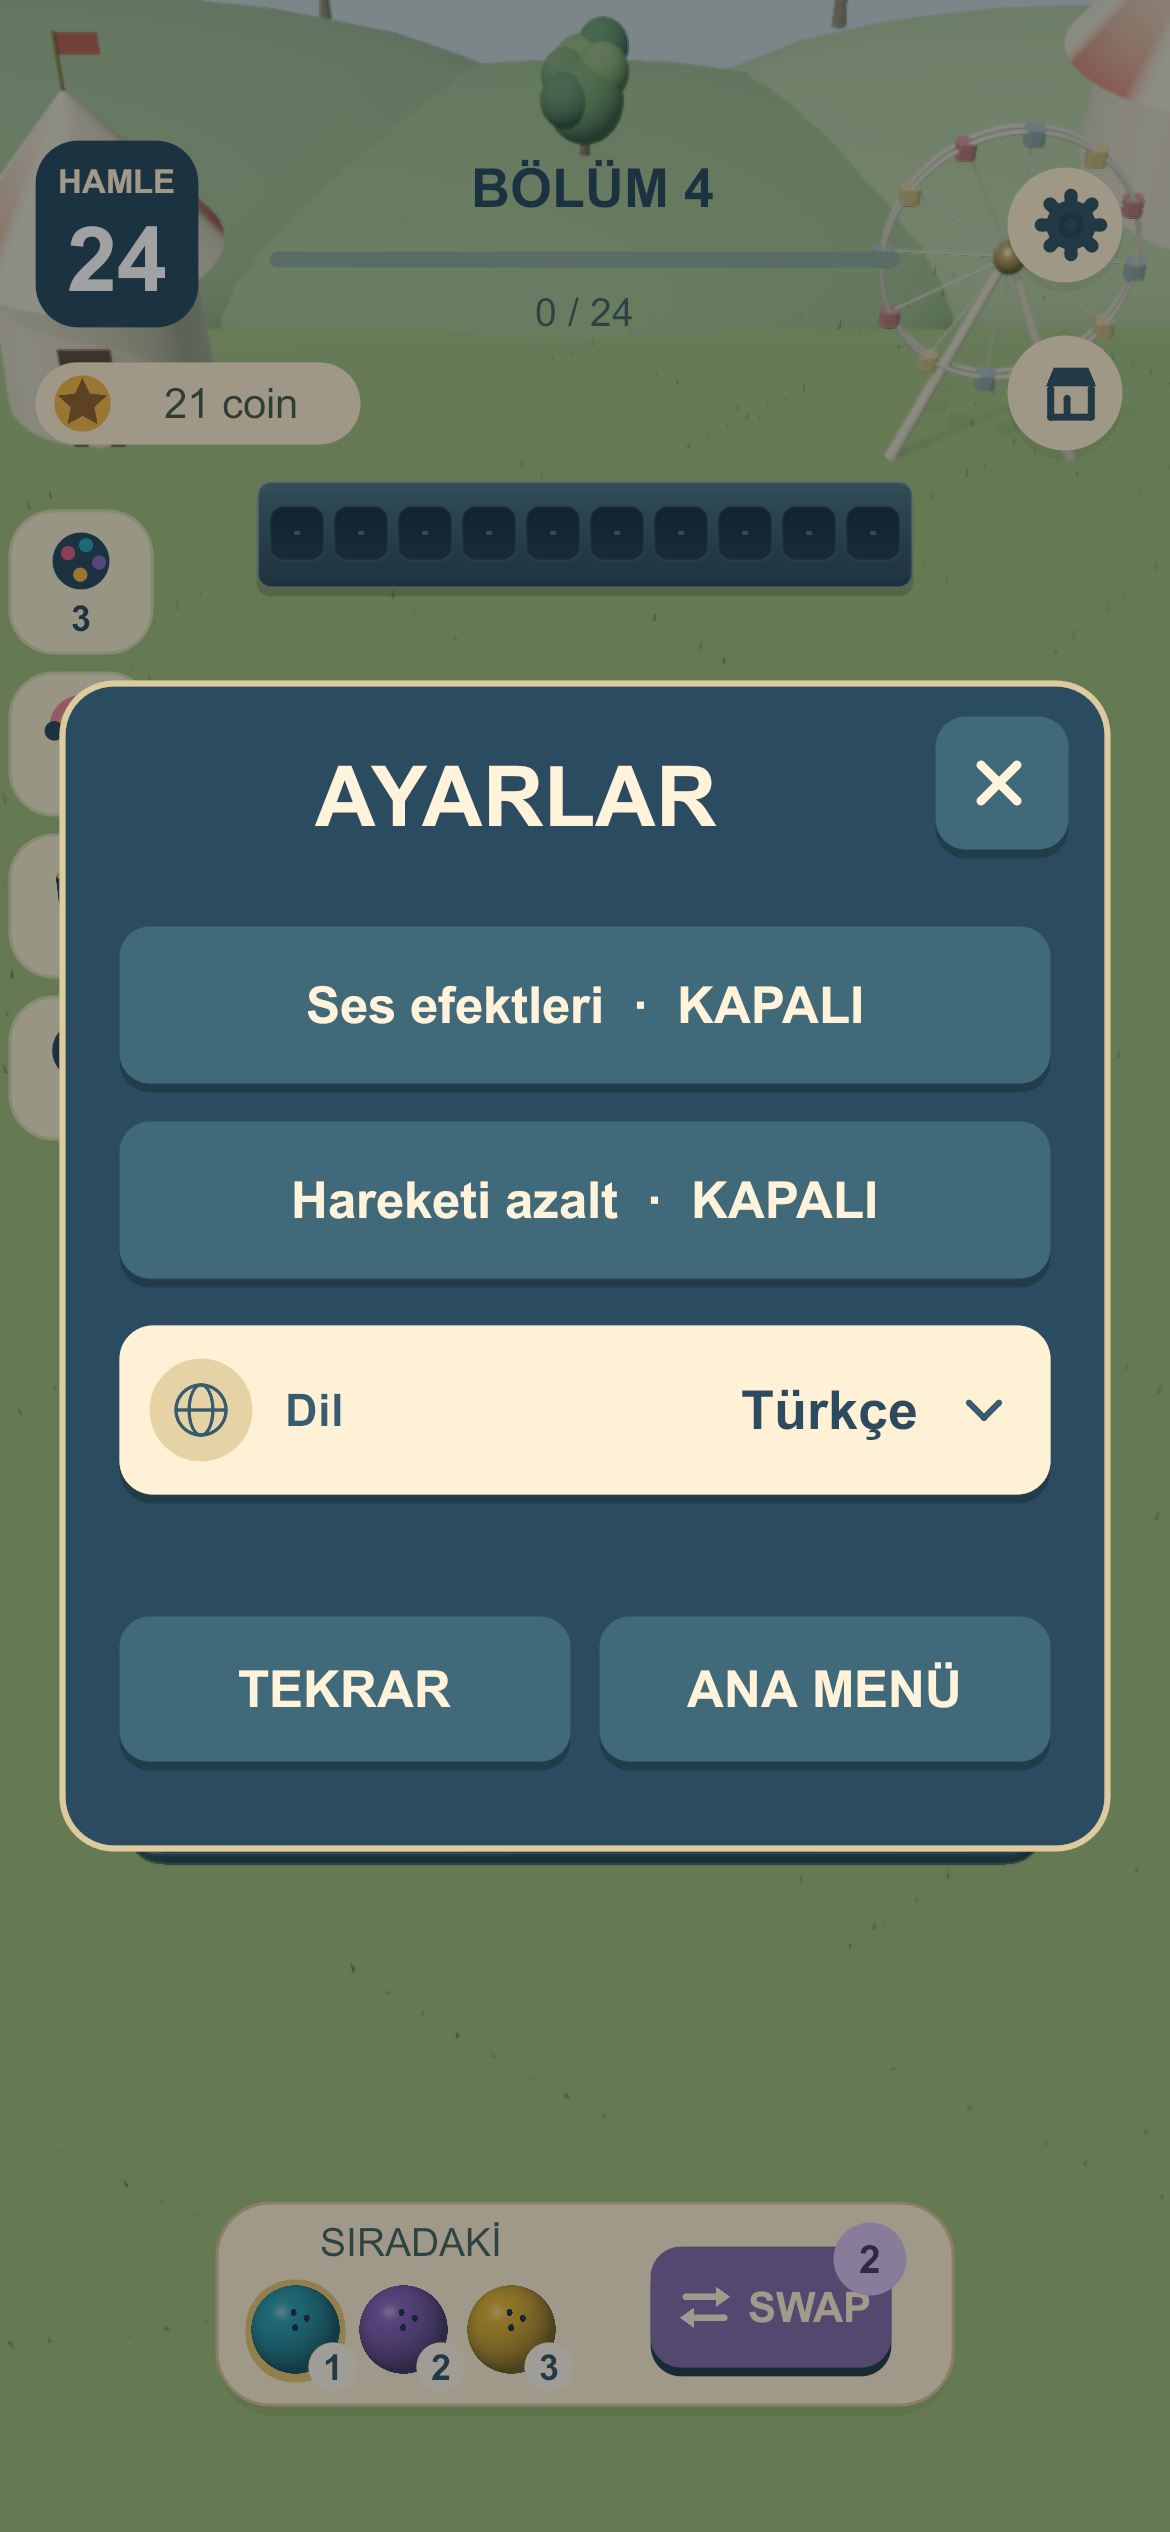 HAMLE
24
BÖLÜM 4
0 / 24
21 coin
3
AYARLAR
Ses efektleri · KAPALI
Hareketi azalt · KAPALI
Dil
Türkçe
TEKRAR
ANA MENÜ
SIRADAKİ
1
2
3
2
SWAP